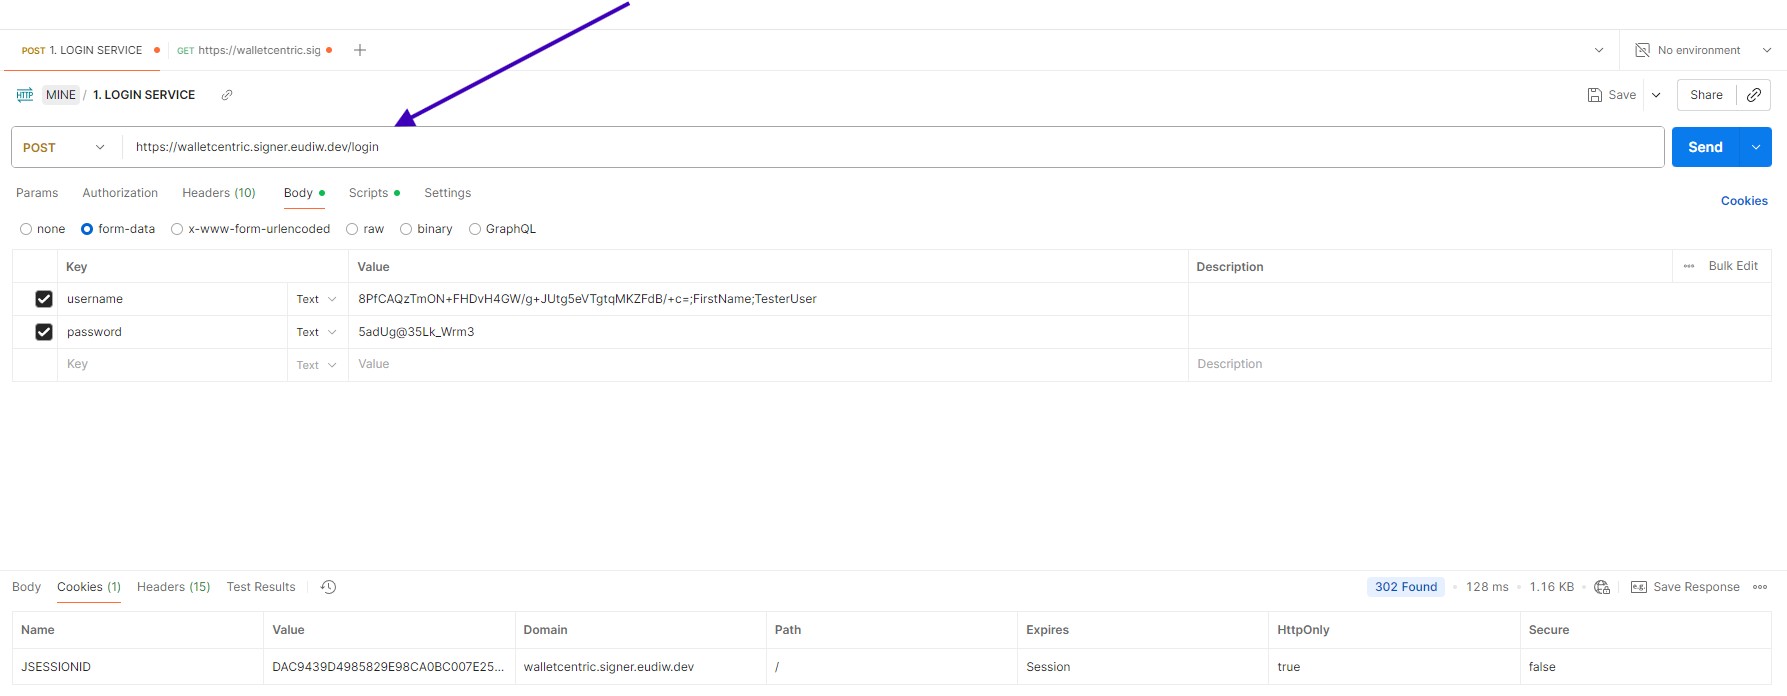 POST 1. LOGIN SERVICE GET https://walletcentric.sig No environment
HTTP MINE / 1. LOGIN SERVICE Save Share
POST https://walletcentric.signer.eudiw.dev/login Send
Params Authorization Headers (10) Body Scripts Settings Cookies
none form-data x-www-form-urlencoded raw binary GraphQL
Key Value Description Bulk Edit
username Text 8PfCAQzTmON+FHDvH4GW/g+JUtg5eVTgtqMKZFdB/+c=;FirstName;TesterUser
password Text 5adUg@35Lk_Wrm3
Key Text Value Description
Body Cookies (1) Headers (15) Test Results 302 Found 128 ms 1.16 KB e.g. Save Response
Name Value Domain Path Expires HttpOnly Secure
JSESSIONID DAC9439D4985829E98CA0BC007E25... walletcentric.signer.eudiw.dev / Session true false